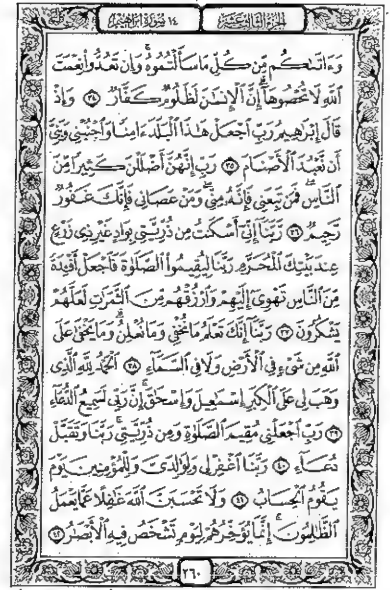 الجزء الثالث عشر
١٤ سورة إبراهيم
وَءَاتَىٰكُم مِّن كُلِّ مَا سَأَلْتُمُوهُ ۚ وَإِن تَعُدُّوا۟ نِعْمَتَ
ٱللَّهِ لَا تُحْصُوهَآ ۗ إِنَّ ٱلْإِنسَٰنَ لَظَلُومٌ كَفَّارٌ ٣٤ وَإِذْ
قَالَ إِبْرَٰهِيمُ رَبِّ ٱجْعَلْ هَٰذَا ٱلْبَلَدَ ءَامِنًا وَٱجْنُبْنِى وَبَنِىَّ
أَن نَّعْبُدَ ٱلْأَصْنَامَ ٣٥ رَبِّ إِنَّهُنَّ أَضْلَلْنَ كَثِيرًا مِّنَ
ٱلنَّاسِ ۖ فَمَن تَبِعَنِى فَإِنَّهُۥ مِنِّى ۖ وَمَنْ عَصَانِى فَإِنَّكَ غَفُورٌ
رَّحِيمٌ ٣٦ رَّبَّنَآ إِنِّىٓ أَسْكَنتُ مِن ذُرِّيَّتِى بِوَادٍ غَيْرِ ذِى زَرْعٍ
عِندَ بَيْتِكَ ٱلْمُحَرَّمِ رَبَّنَا لِيُقِيمُوا۟ ٱلصَّلَوٰةَ فَٱجْعَلْ أَفْـِٔدَةً
مِّنَ ٱلنَّاسِ تَهْوِىٓ إِلَيْهِمْ وَٱرْزُقْهُم مِّنَ ٱلثَّمَرَٰتِ لَعَلَّهُمْ
يَشْكُرُونَ ٣٧ رَبَّنَآ إِنَّكَ تَعْلَمُ مَا نُخْفِى وَمَا نُعْلِنُ ۗ وَمَا يَخْفَىٰ عَلَى
ٱللَّهِ مِن شَىْءٍ فِى ٱلْأَرْضِ وَلَا فِى ٱلسَّمَآءِ ٣٨ ٱلْحَمْدُ لِلَّهِ ٱلَّذِى
وَهَبَ لِى عَلَى ٱلْكِبَرِ إِسْمَٰعِيلَ وَإِسْحَٰقَ ۚ إِنَّ رَبِّى لَسَمِيعُ ٱلدُّعَآءِ
٣٩ رَبِّ ٱجْعَلْنِى مُقِيمَ ٱلصَّلَوٰةِ وَمِن ذُرِّيَّتِى ۚ رَبَّنَا وَتَقَبَّلْ
دُعَآءِ ٤٠ رَبَّنَا ٱغْفِرْ لِى وَلِوَٰلِدَىَّ وَلِلْمُؤْمِنِينَ يَوْمَ
يَقُومُ ٱلْحِسَابُ ٤١ وَلَا تَحْسَبَنَّ ٱللَّهَ غَٰفِلًا عَمَّا يَعْمَلُ
ٱلظَّٰلِمُونَ ۚ إِنَّمَا يُؤَخِّرُهُمْ لِيَوْمٍ تَشْخَصُ فِيهِ ٱلْأَبْصَٰرُ ٤٢
٢٦٠